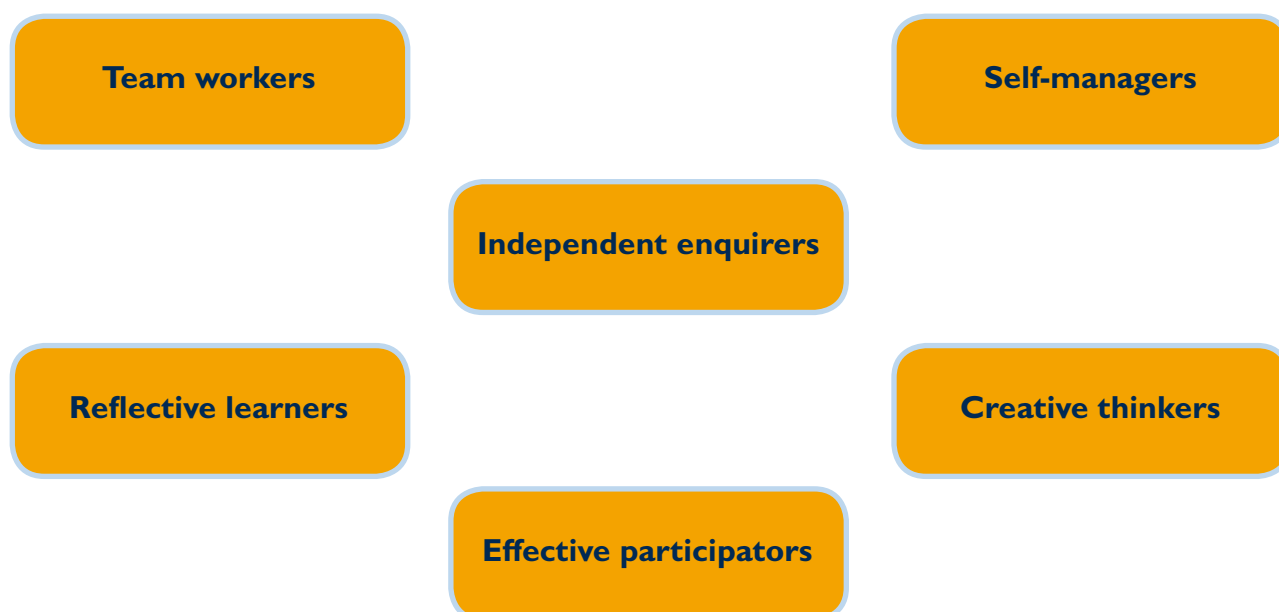 Team workers
Self-managers
Independent enquirers
Reflective learners
Creative thinkers
Effective participators